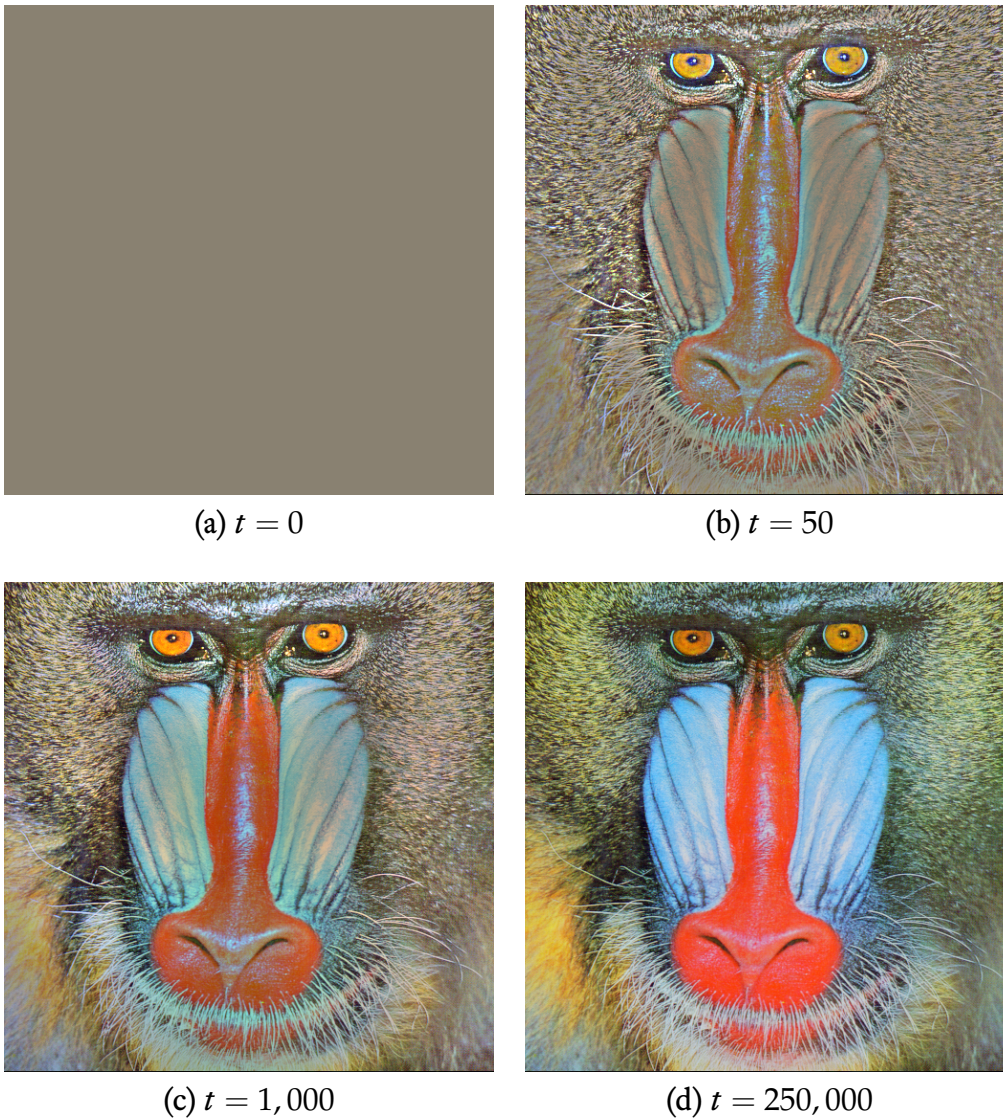 (a) t = 0
(b) t = 50
(c) t = 1,000
(d) t = 250,000